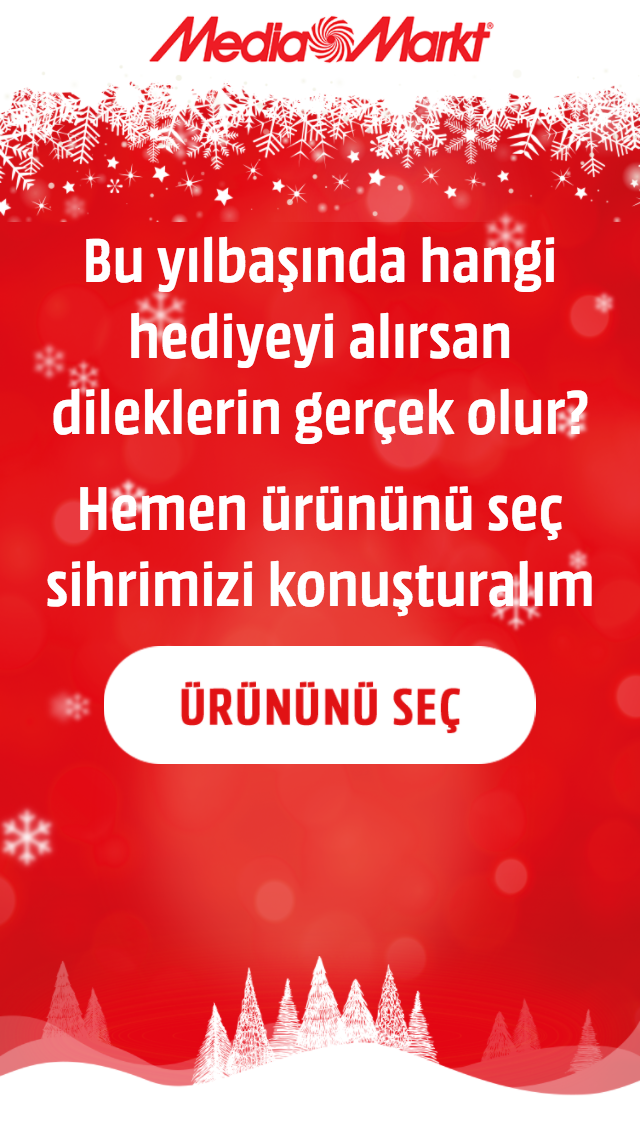 MediaMarkt®
Bu yılbaşında hangi
hediyeyi alırsan
dileklerin gerçek olur?
Hemen ürününü seç
sihrimizi konuşturalım
ÜRÜNÜNÜ SEÇ